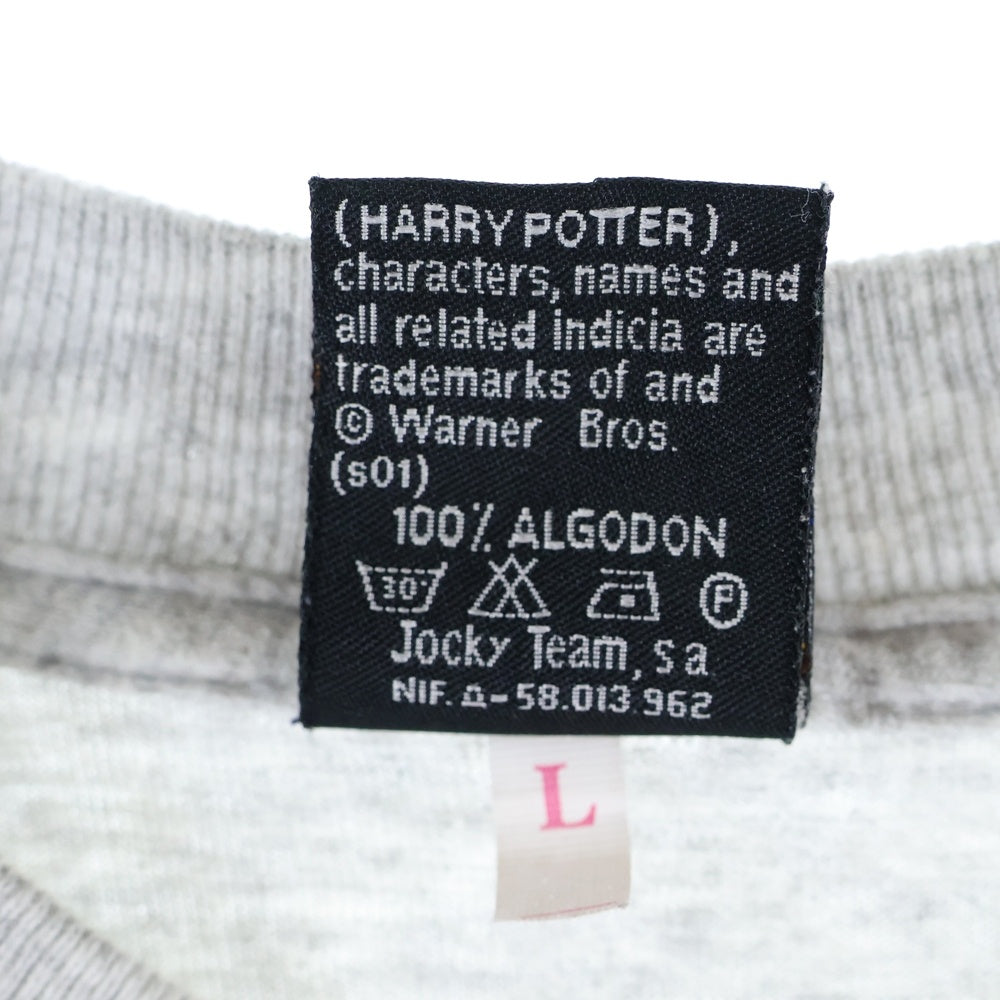 (HARRY POTTER),
characters, names and
all related indicia are
trademarks of and
© Warner Bros.
(s01)
100% ALGODON
30° P
Jocky Team, s a
NIF. A-58.013.962
L